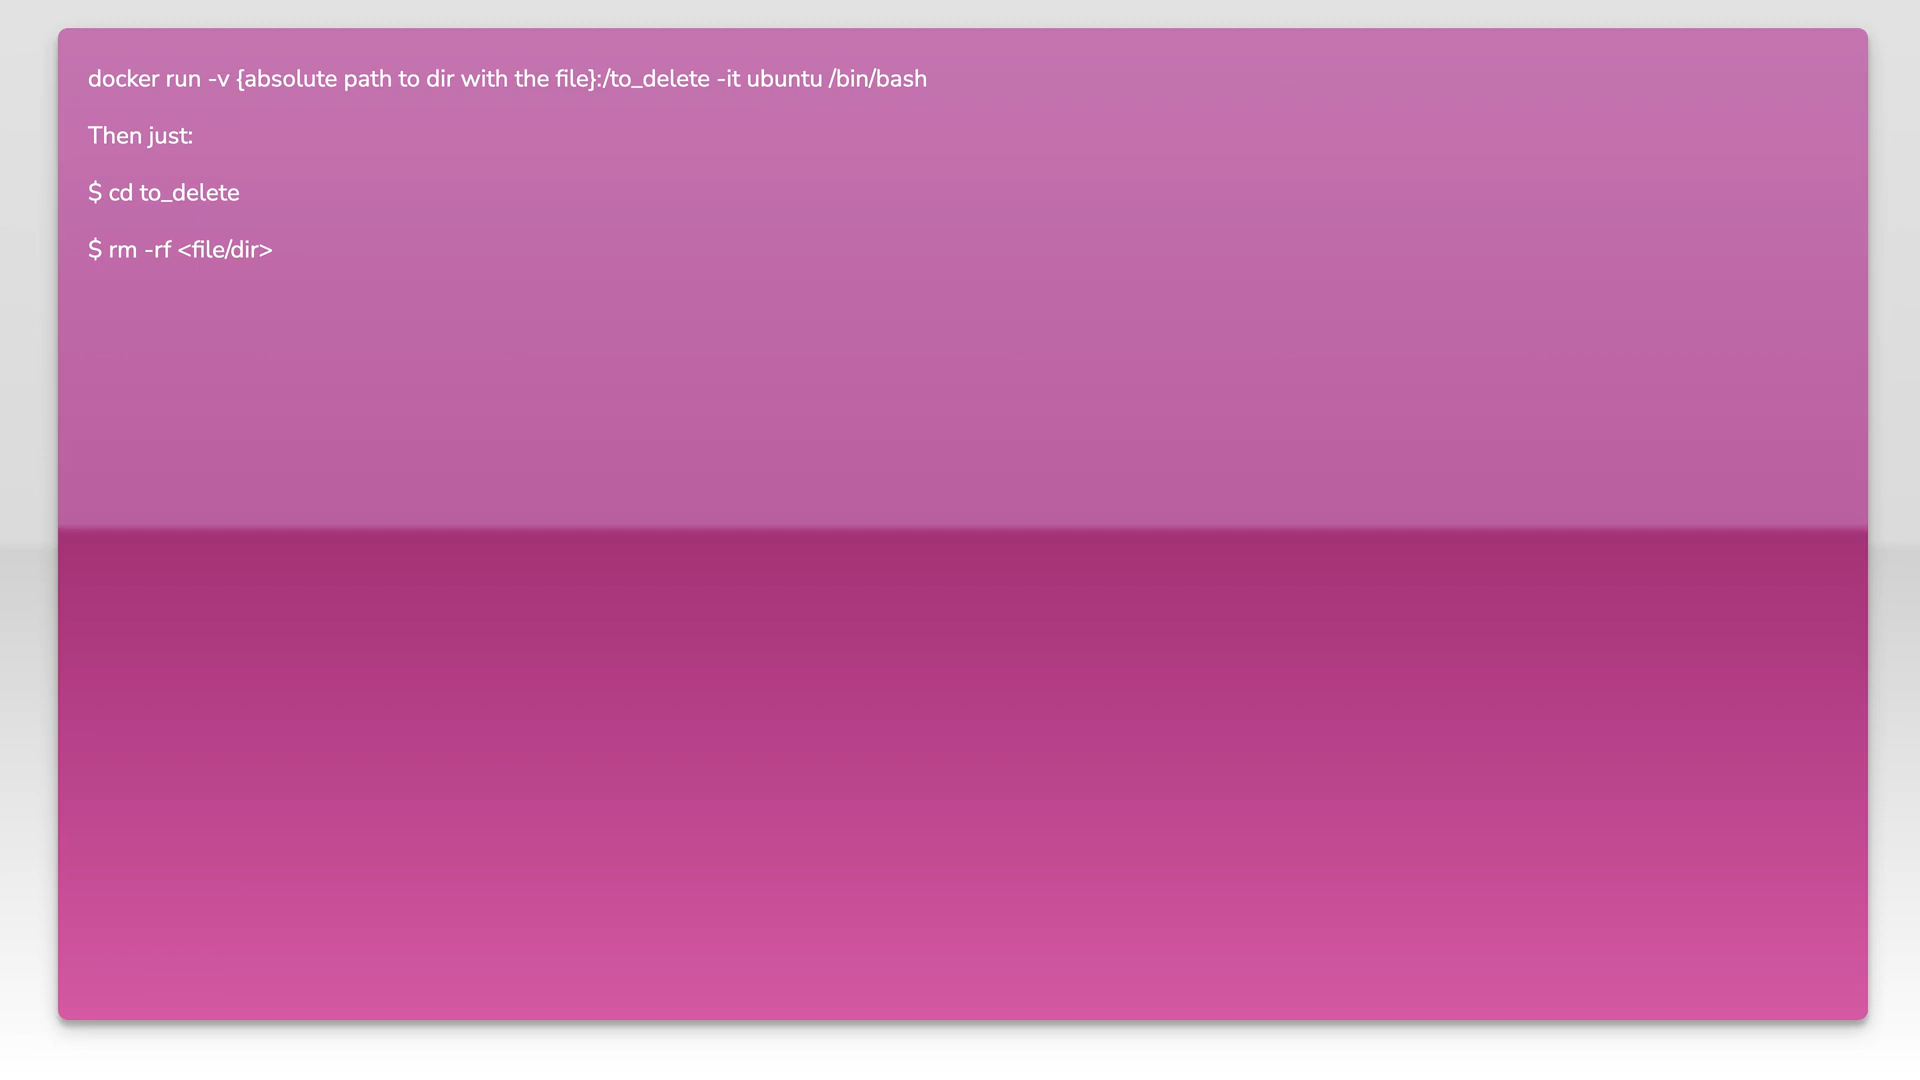 docker run -v {absolute path to dir with the file}:/to_delete -it ubuntu /bin/bash
Then just:
$ cd to_delete
$ rm -rf <file/dir>